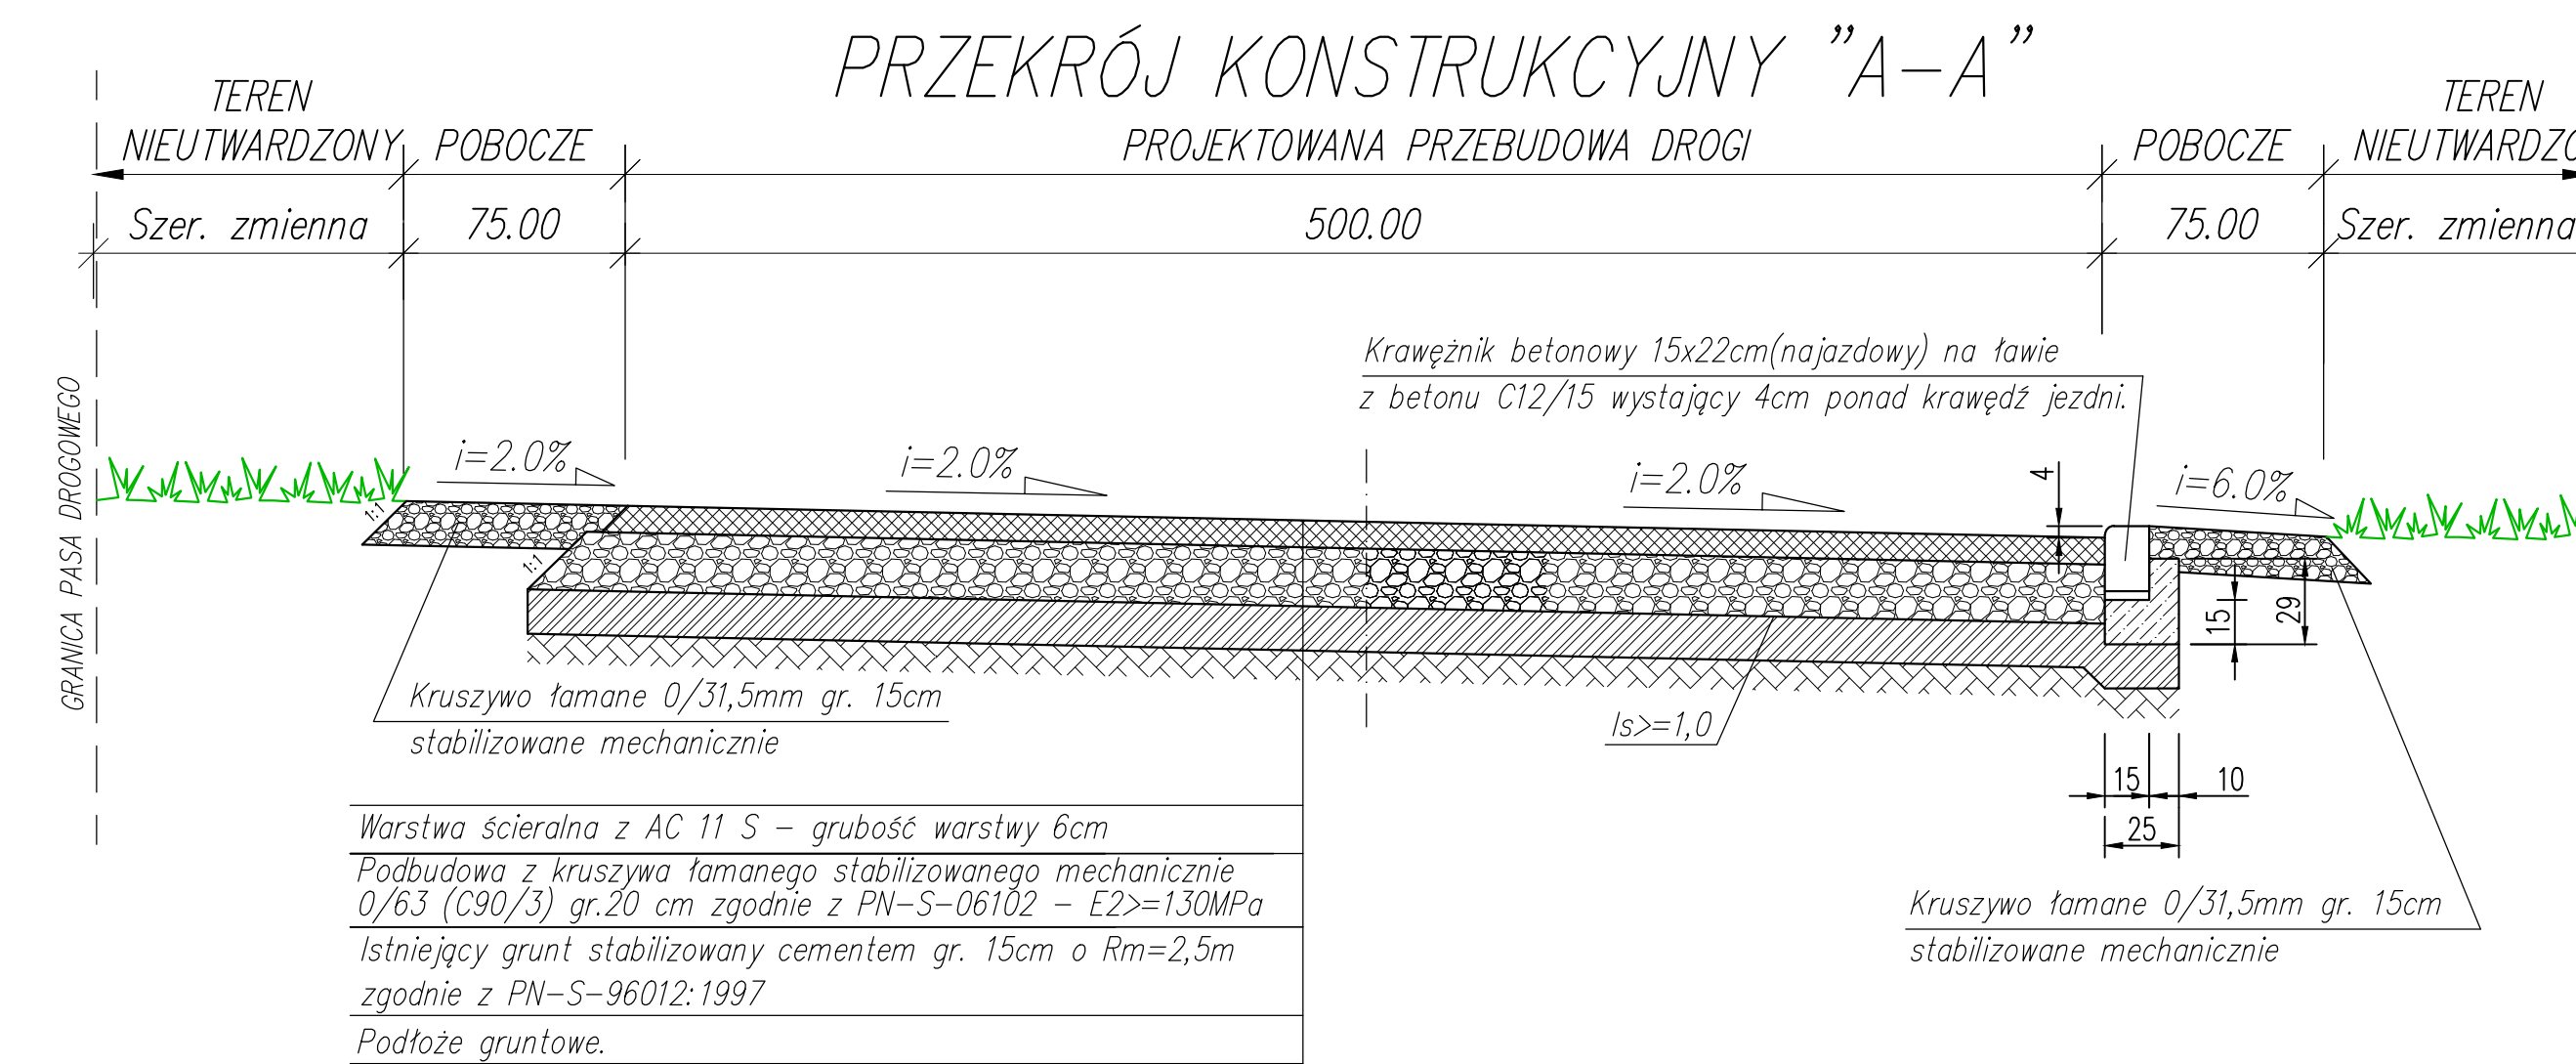 PRZEKRÓJ KONSTRUKCYJNY "A-A"
TEREN
NIEUTWARDZONY
POBOCZE
PROJEKTOWANA PRZEBUDOWA DROGI
POBOCZE
TEREN
NIEUTWARDZO
Szer. zmienna
75.00
500.00
75.00
Szer. zmienna
GRANICA PASA DROGOWEGO
Krawężnik betonowy 15x22cm(najazdowy) na ławie
z betonu C12/15 wystający 4cm ponad krawędź jezdni.
i=2.0%
i=2.0%
i=2.0%
4
i=6.0%
1:1
1:1
15
29
Kruszywo łamane 0/31,5mm gr. 15cm
stabilizowane mechanicznie
Is>=1,0
15
10
25
Warstwa ścieralna z AC 11 S - grubość warstwy 6cm
Podbudowa z kruszywa łamanego stabilizowanego mechanicznie
0/63 (C90/3) gr.20 cm zgodnie z PN-S-06102 - E2>=130MPa
Istniejący grunt stabilizowany cementem gr. 15cm o Rm=2,5m
zgodnie z PN-S-96012:1997
Podłoże gruntowe.
Kruszywo łamane 0/31,5mm gr. 15cm
stabilizowane mechanicznie